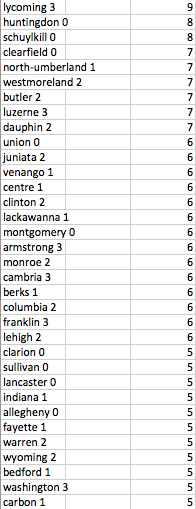 lycoming 3 9
huntingdon 0 8
schuylkill 0 8
clearfield 0 7
north-umberland 1 7
westmoreland 2 7
butler 2 7
luzerne 3 7
dauphin 2 7
union 0 6
juniata 2 6
venango 1 6
centre 1 6
clinton 2 6
lackawanna 1 6
montgomery 0 6
armstrong 3 6
monroe 2 6
cambria 3 6
berks 1 6
columbia 2 6
franklin 3 6
lehigh 2 6
clarion 0 5
sullivan 0 5
lancaster 0 5
indiana 1 5
allegheny 0 5
fayette 1 5
warren 2 5
wyoming 2 5
bedford 1 5
washington 3 5
carbon 1 5